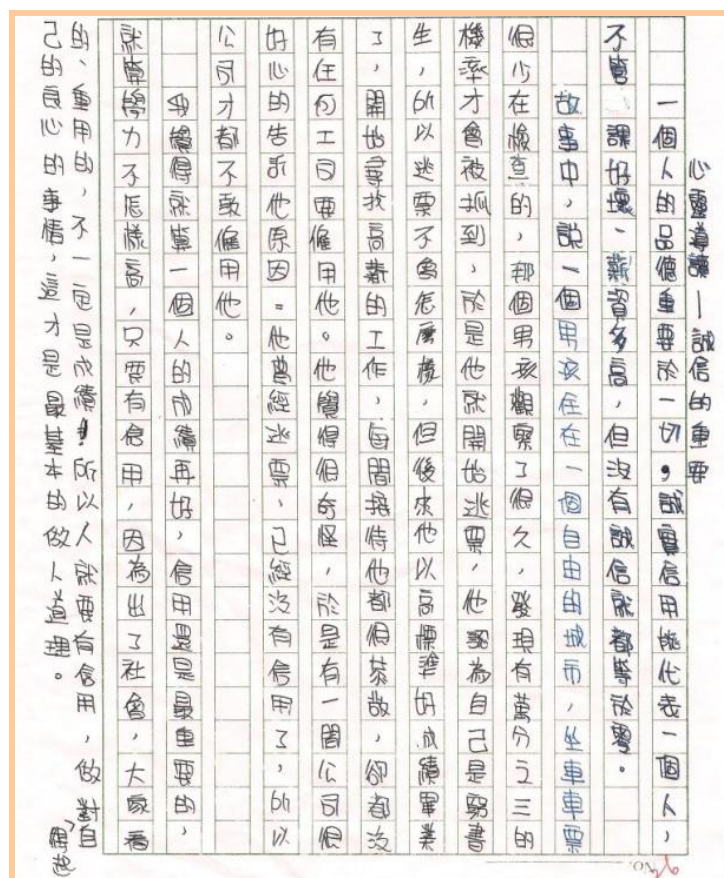 心靈導讀—誠信的重要
一個人的品德重要於一切,誠實信用能代表一個人,
不管課好壞、薪資多高,但沒有誠信就都等於零。
故事中,說一個男孩住在一個自由的城市,坐車車票
很少在檢查的,那個男孩觀察了很久,發現有萬分之三的
機率才會被抓到,於是他就開始逃票,他認為自己是窮書
生,所以逃票不會怎麼樣,但後來他以高標準好成績畢業
了,開始尋找高薪的工作,每間接待他都很恭敬,卻都沒
有任何工司要僱用他。他覺得很奇怪,於是有一間公司很
好心的告訴他原因。他曾經逃票,已經沒有信用了,所以
公司才都不敢僱用他。
我覺得就算一個人的成績再好,信用還是最重要的,
就算學力不怎樣高,只要有信用,因為出了社會,大家看
的、重用的,不一定是成績!所以人就要有信用,做對得起自
己的良心的事情,這才是最基本的做人道理。
No.